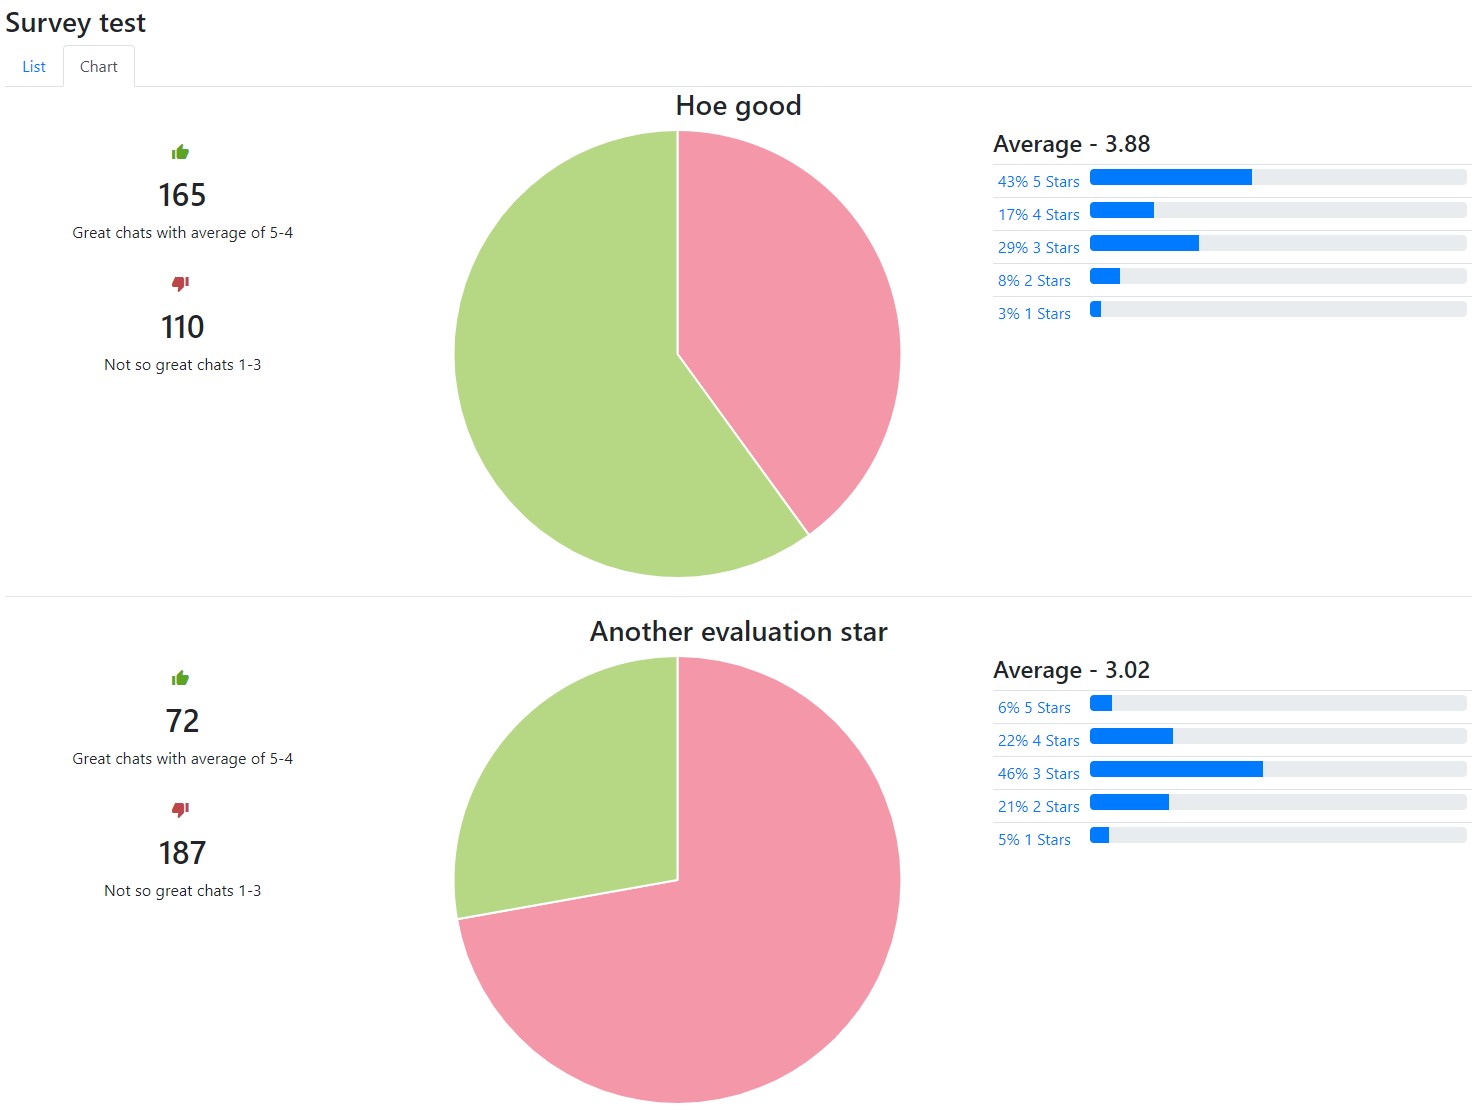 Survey test
List
Chart
Hoe good
165
Great chats with average of 5-4
110
Not so great chats 1-3
Average - 3.88
43% 5 Stars
17% 4 Stars
29% 3 Stars
8% 2 Stars
3% 1 Stars
Another evaluation star
72
Great chats with average of 5-4
187
Not so great chats 1-3
Average - 3.02
6% 5 Stars
22% 4 Stars
46% 3 Stars
21% 2 Stars
5% 1 Stars